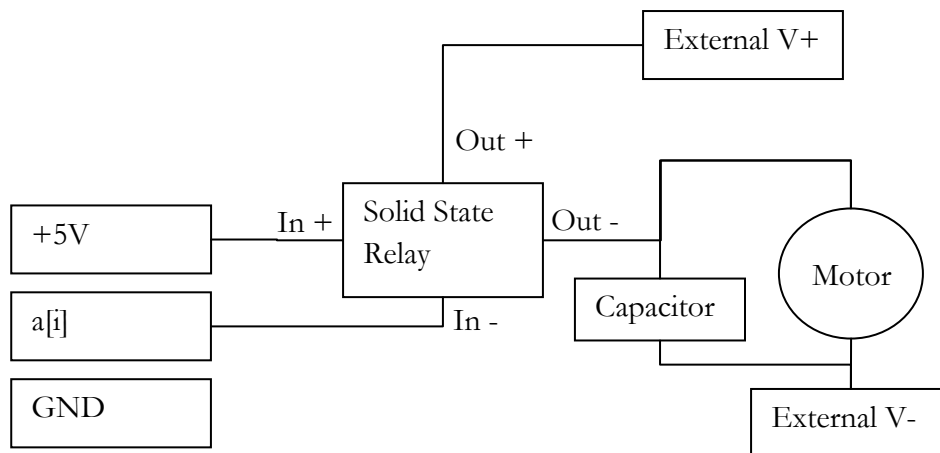 External V+
Out +
+5V
In +
Solid State
Relay
Out -
a[i]
In -
Capacitor
Motor
GND
External V-